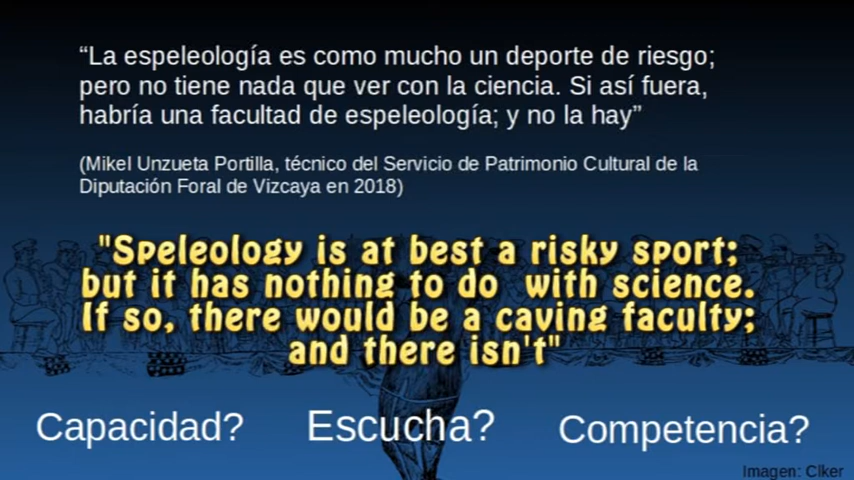 “La espeleología es como mucho un deporte de riesgo;
pero no tiene nada que ver con la ciencia. Si así fuera,
habría una facultad de espeleología; y no la hay”
(Mikel Unzueta Portilla, técnico del Servicio de Patrimonio Cultural de la
Diputación Foral de Vizcaya en 2018)
"Speleology is at best a risky sport;
but it has nothing to do with science.
If so, there would be a caving faculty;
and there isn't"
Capacidad? Escucha? Competencia?
Imagen: Clker